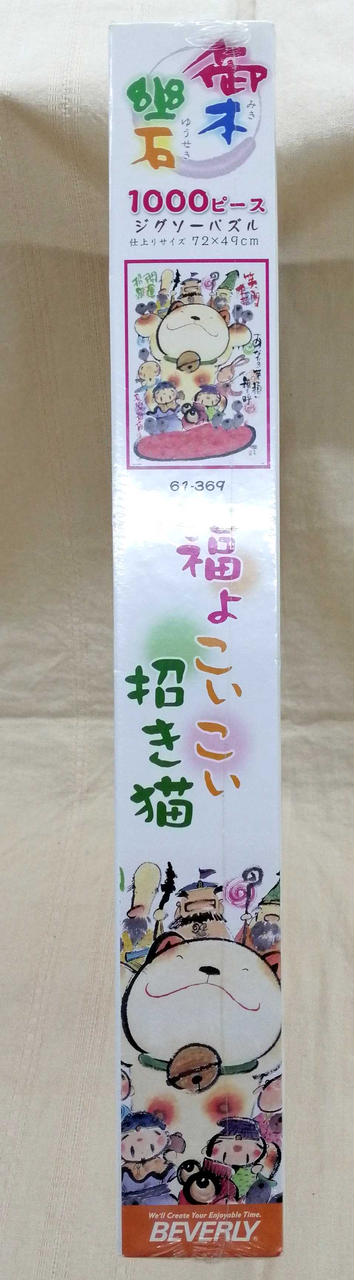 御木
みき
幽石
ゆうせき
1000ピース
ジグソーパズル
仕上りサイズ 72×49cm
61-369
福よ
こいこい
招き猫
We'll Create Your Enjoyable Time.
BEVERLY